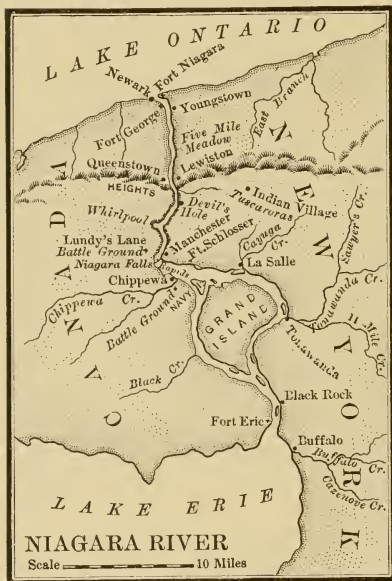 LAKE ONTARIO
Fort Niagara
Newark
Youngstown
East Branch
Fort George
Five Mile
Meadow
Queenstown
Lewiston
HEIGHTS
Devil's
Hole
Indian Village
Tuscaroras
Whirlpool
Sawyer's Cr.
Manchester
Cayuga
Cr.
Lundy's Lane
Battle Ground
Ft. Schlosser
Niagara Falls
Rapids
La Salle
Chippewa
Chippewa Cr.
Battle Ground
NAVY
GRAND
ISLAND
Tonawanda Cr.
11 Mile Cr.
Tonawanda
Black Cr.
Black Rock
Fort Erie
Buffalo
Buffalo Cr.
Cazenove Cr.
CANADA
NEW YORK
LAKE ERIE
NIAGARA RIVER
Scale 10 Miles